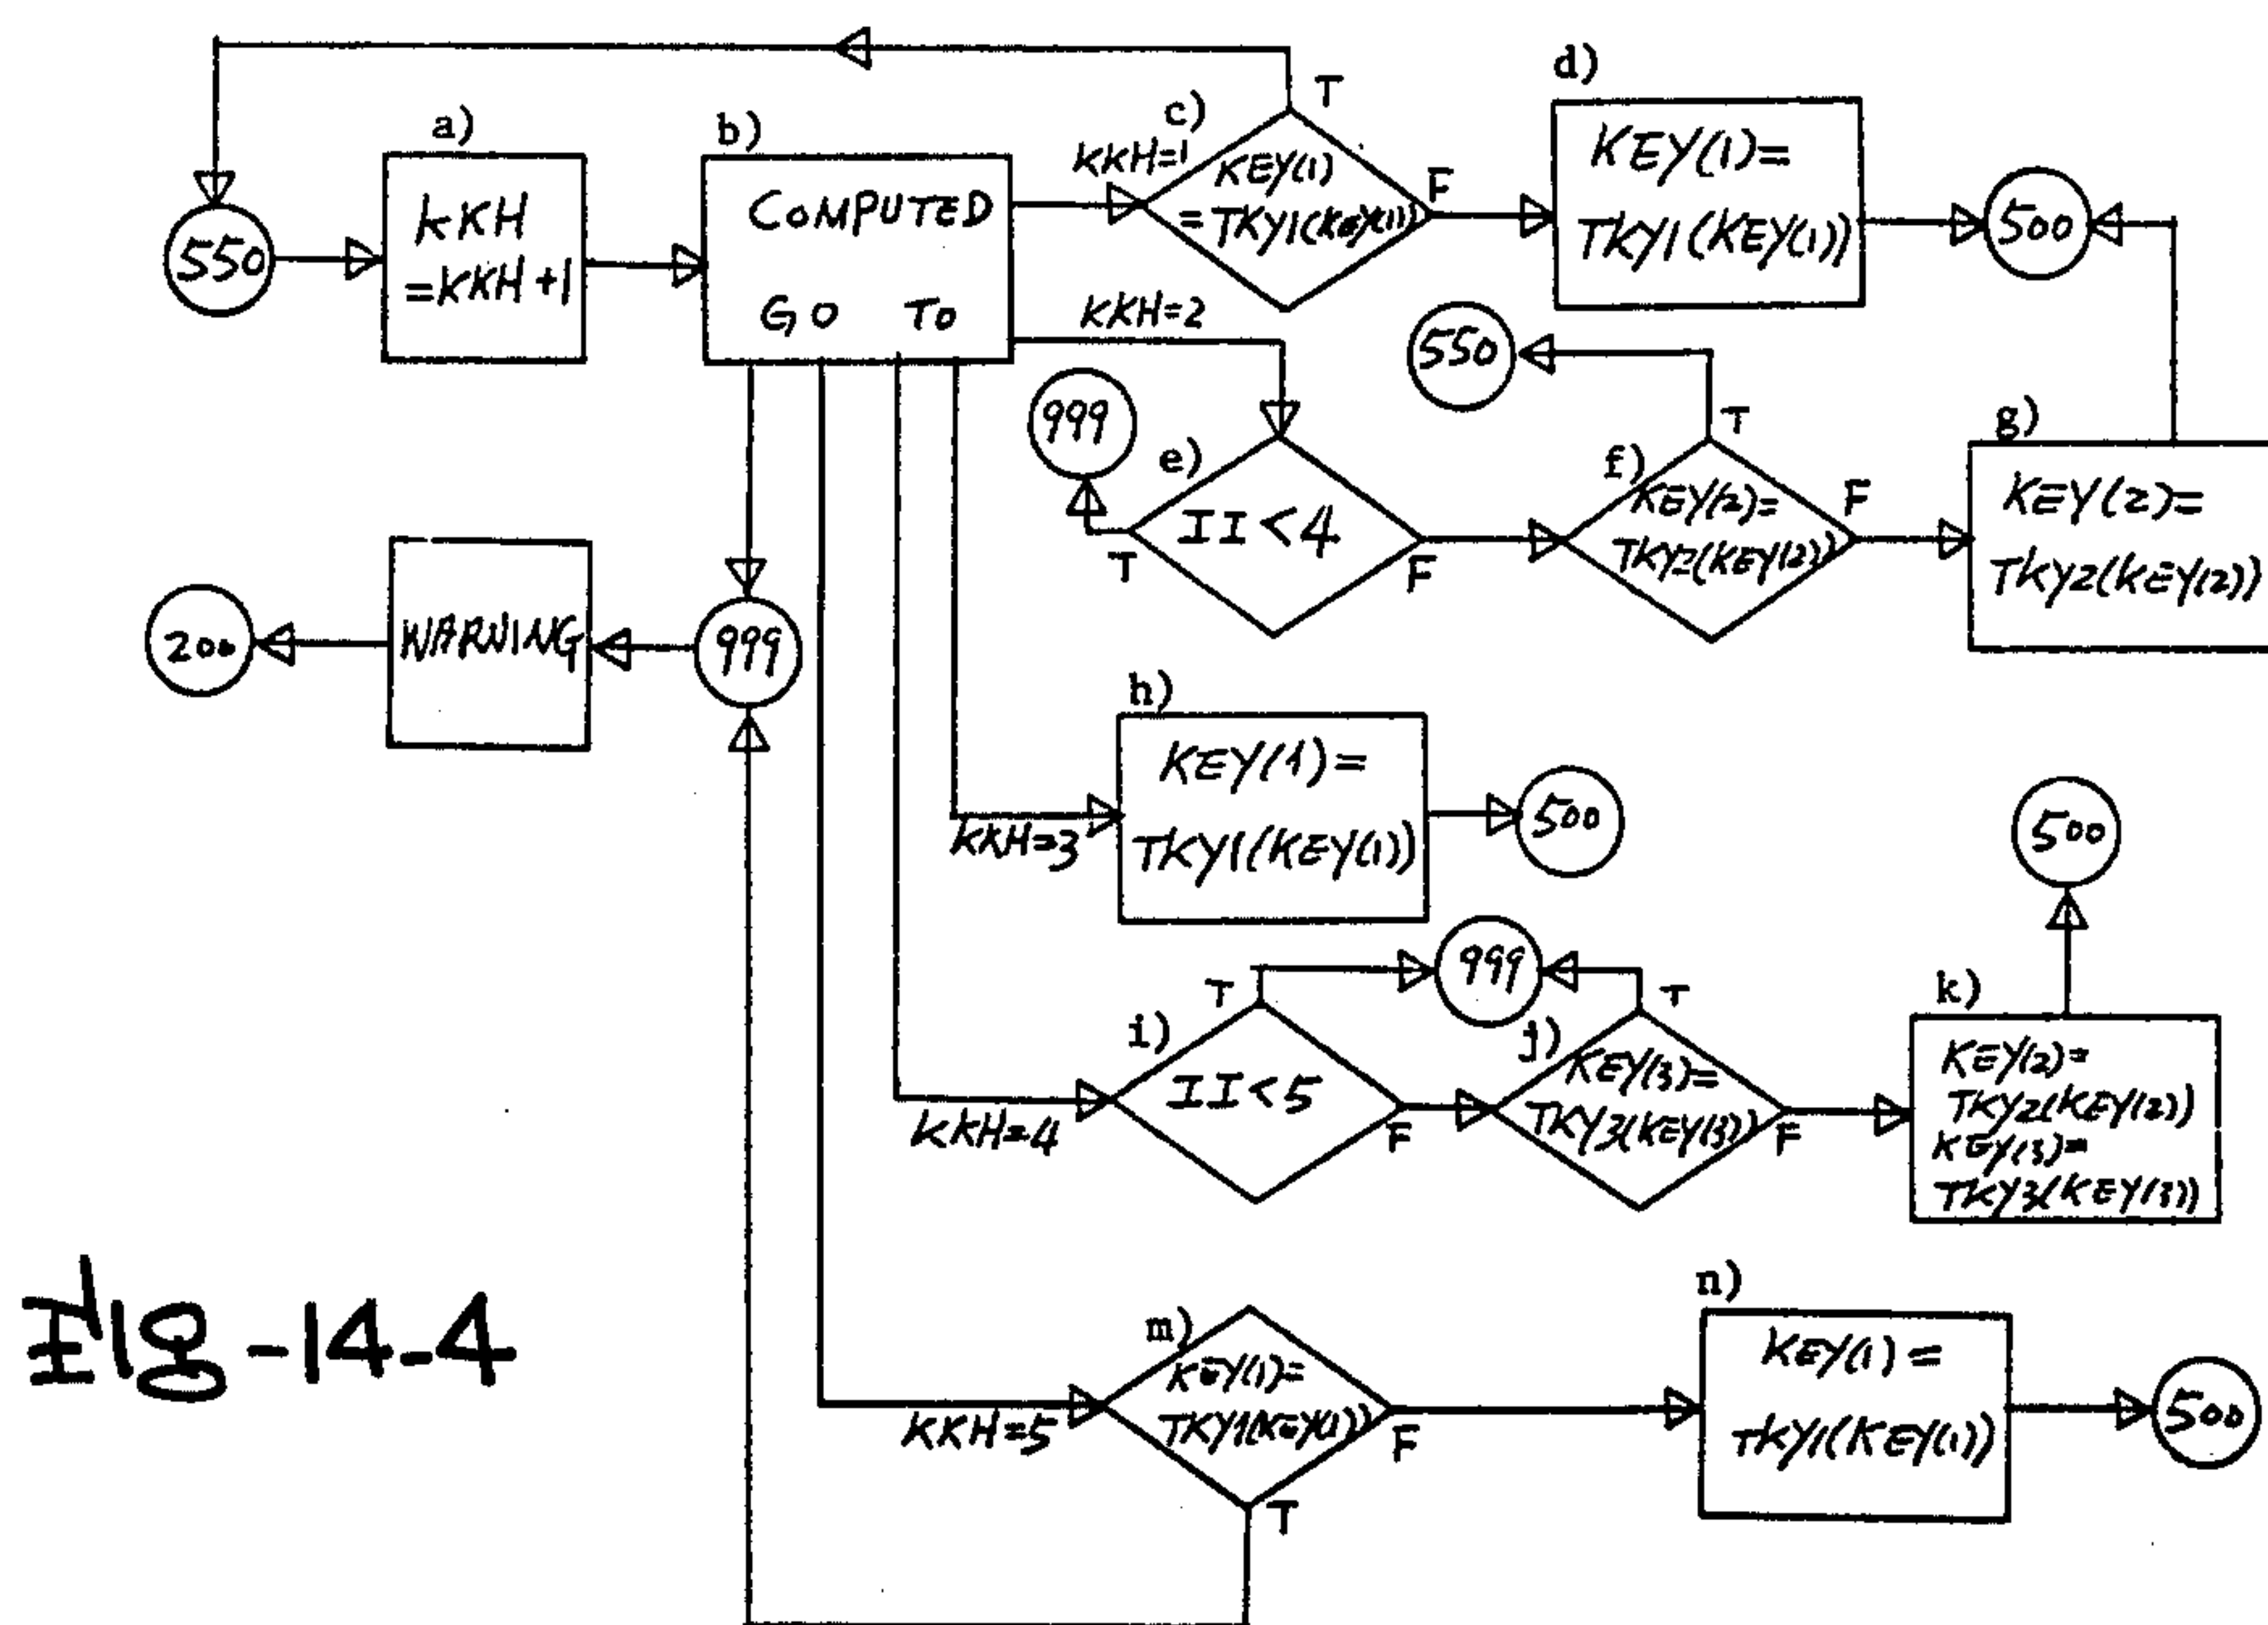 a)
KKH
=KKH+1
550
b)
COMPUTED
GO TO
KKH=1
c)
T
KEY(1)
=TKY1(KEY(1))
F
d)
KEY(1)=
TKY1(KEY(1))
500
KKH=2
999
e)
II<4
T
F
550
T
f)
KEY(2)=
TKY2(KEY(2))
F
g)
KEY(2)=
TKY2(KEY(2))
200
WARNING
999
KKH=3
h)
KEY(1)=
TKY1(KEY(1))
500
KKH=4
i)
T
II<5
F
999
T
j)
KEY(3)=
TKY3(KEY(3))
F
k)
KEY(2)=
TKY2(KEY(2))
KEY(3)=
TKY3(KEY(3))
500
KKH=5
m)
KEY(1)=
TKY1(KEY(1))
F
T
n)
KEY(1)=
TKY1(KEY(1))
500
Fig-14-4